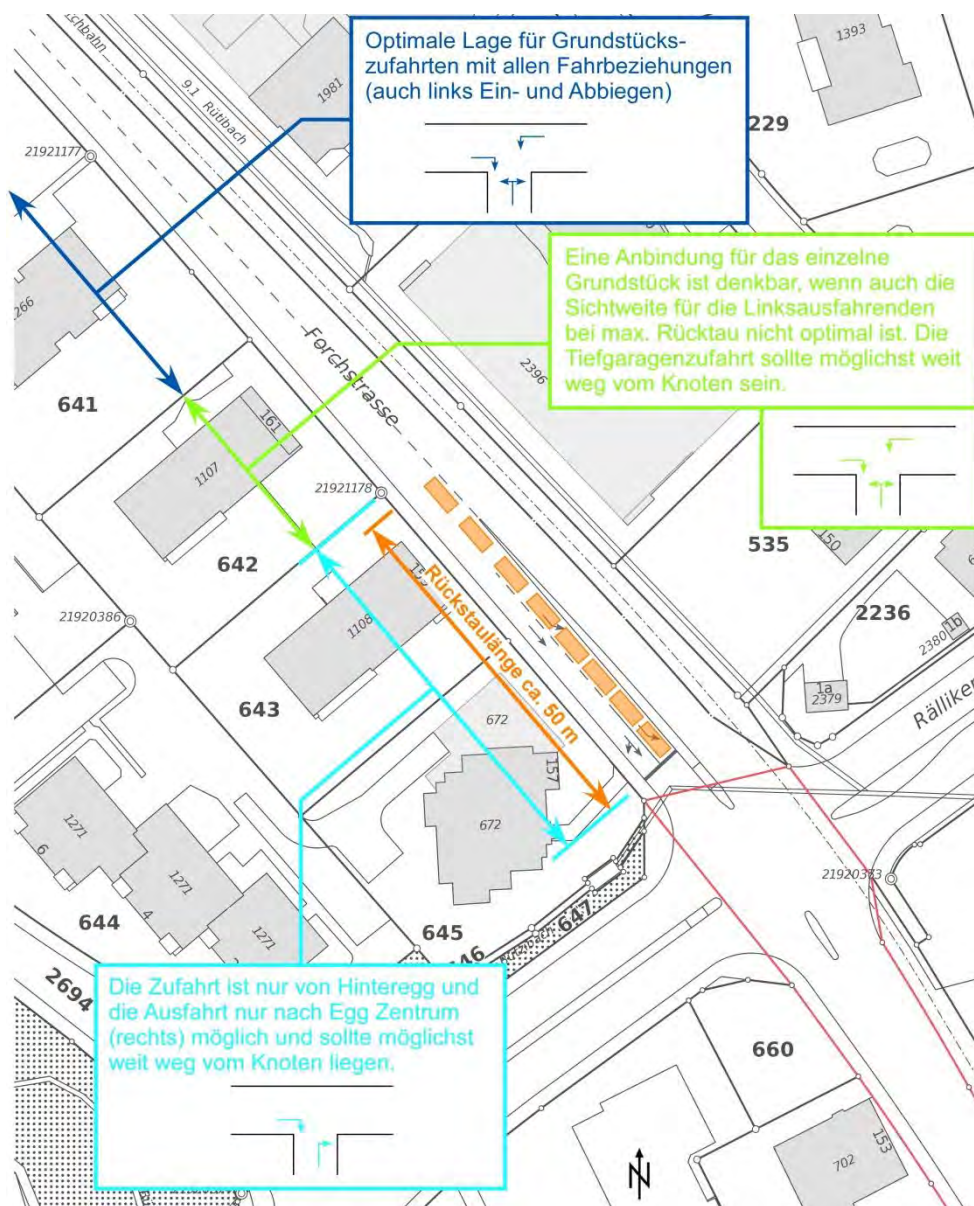 1393
1981
9.1 Rütibach
Optimale Lage für Grundstücks-
zufahrten mit allen Fahrbeziehungen
(auch links Ein- und Abbiegen)
229
21921177
Eine Anbindung für das einzelne
Grundstück ist denkbar, wenn auch die
Sichtweite für die Linksausfahrenden
bei max. Rücktau nicht optimal ist. Die
Tiefgaragenzufahrt sollte möglichst weit
weg vom Knoten sein.
Forchstrasse
2396
641
161
1107
21921178
642
535
150
2236
1b
2380
1a
2379
Rälliker
21920386
1108
Rückstaulänge ca. 50 m
643
672
157
672
1271
6
1271
4
1271
644
645
647
2694
21920353
Die Zufahrt ist nur von Hinteregg und
die Ausfahrt nur nach Egg Zentrum
(rechts) möglich und sollte möglichst
weit weg vom Knoten liegen.
660
153
702
N